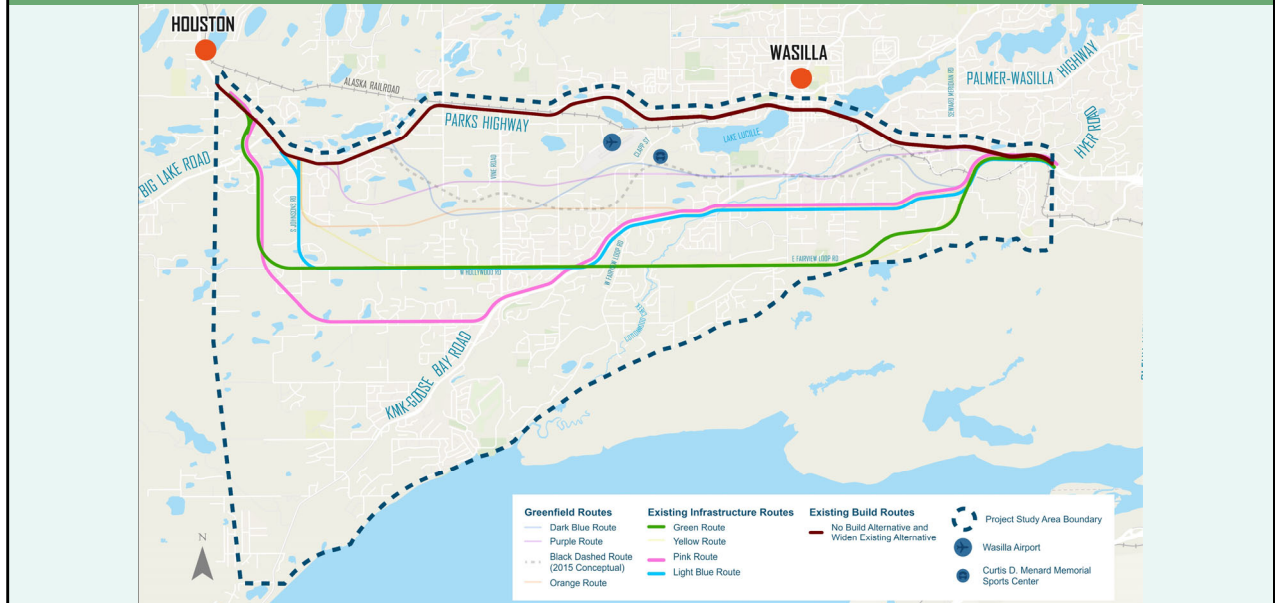 HOUSTON
WASILLA
PALMER-WASILLA HIGHWAY
SEWARD MERIDIAN RD
HYER ROAD
ALASKA RAILROAD
PARKS HIGHWAY
LAKE LUCILLE
CLAPP ST
VINE ROAD
BIG LAKE ROAD
S JOHNSONS RD
W HOLLYWOOD RD
W FAIRVIEW LOOP RD
E FAIRVIEW LOOP RD
COTTONWOOD CREEK
KNIK-GOOSE BAY ROAD
N
Greenfield Routes
Dark Blue Route
Purple Route
Black Dashed Route
(2015 Conceptual)
Orange Route
Existing Infrastructure Routes
Green Route
Yellow Route
Pink Route
Light Blue Route
Existing Build Routes
No Build Alternative and
Widen Existing Alternative
Project Study Area Boundary
Wasilla Airport
Curtis D. Menard Memorial
Sports Center